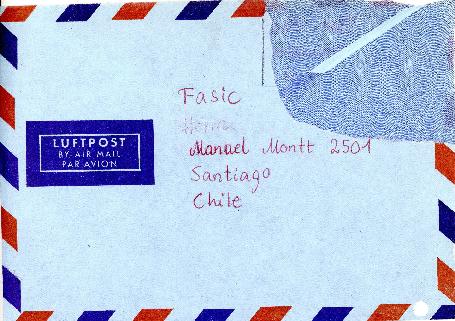 LUFTPOST
BY AIR MAIL
PAR AVION
Fasic
Manuel Montt 2501
Santiago
Chile